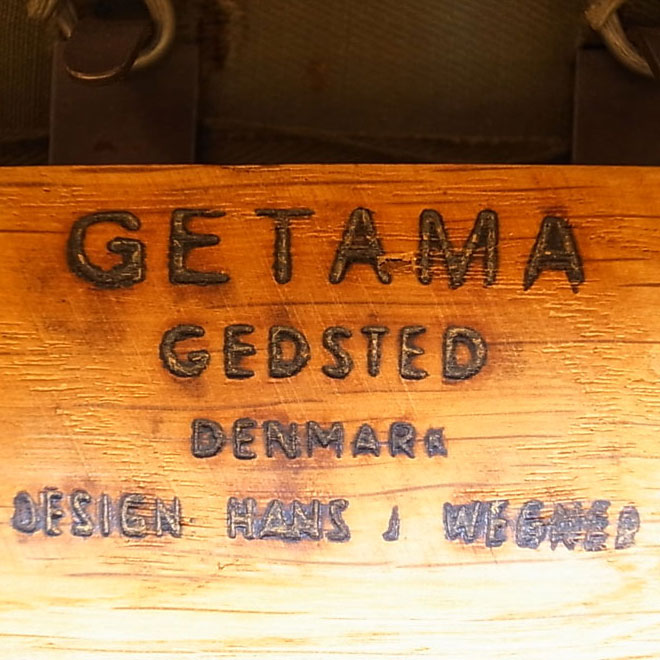 GETAMA
GEDSTED
DENMARK
DESIGN HANS J WEGNER